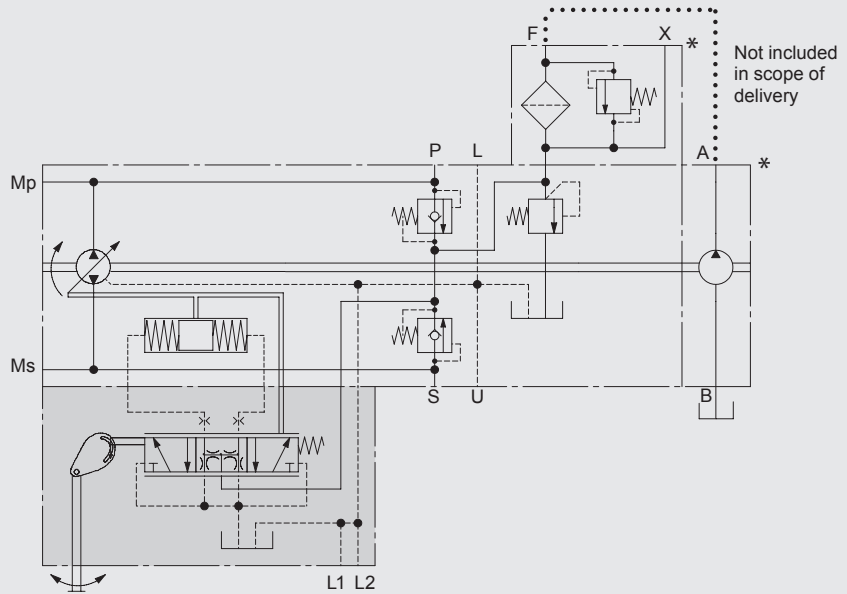 F
X
*
Not included
in scope of
delivery
P
L
A
*
Mp
Ms
S
U
B
L1 L2